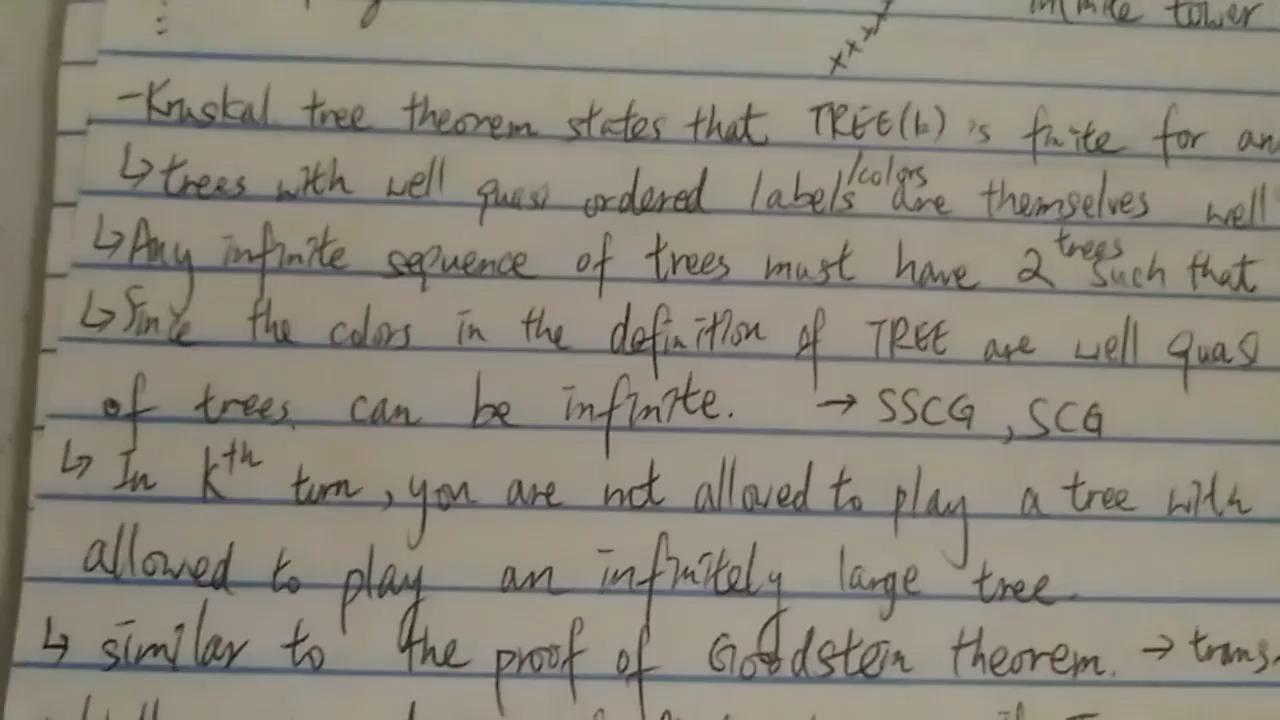 infinite tower
xxxx
-Kruskal tree theorem states that TREE(k) is finite for an
↳trees with well quasi ordered labels/colors are themselves well
↳Any infinite sequence of trees must have 2 trees such that
↳Since the colors in the definition of TREE are well quas
of trees can be infinite. → SSCG, SCG
↳ In kth turn, you are not allowed to play a tree with
allowed to play an infinitely large tree.
↳ similar to the proof of Goodstein theorem. → trans-